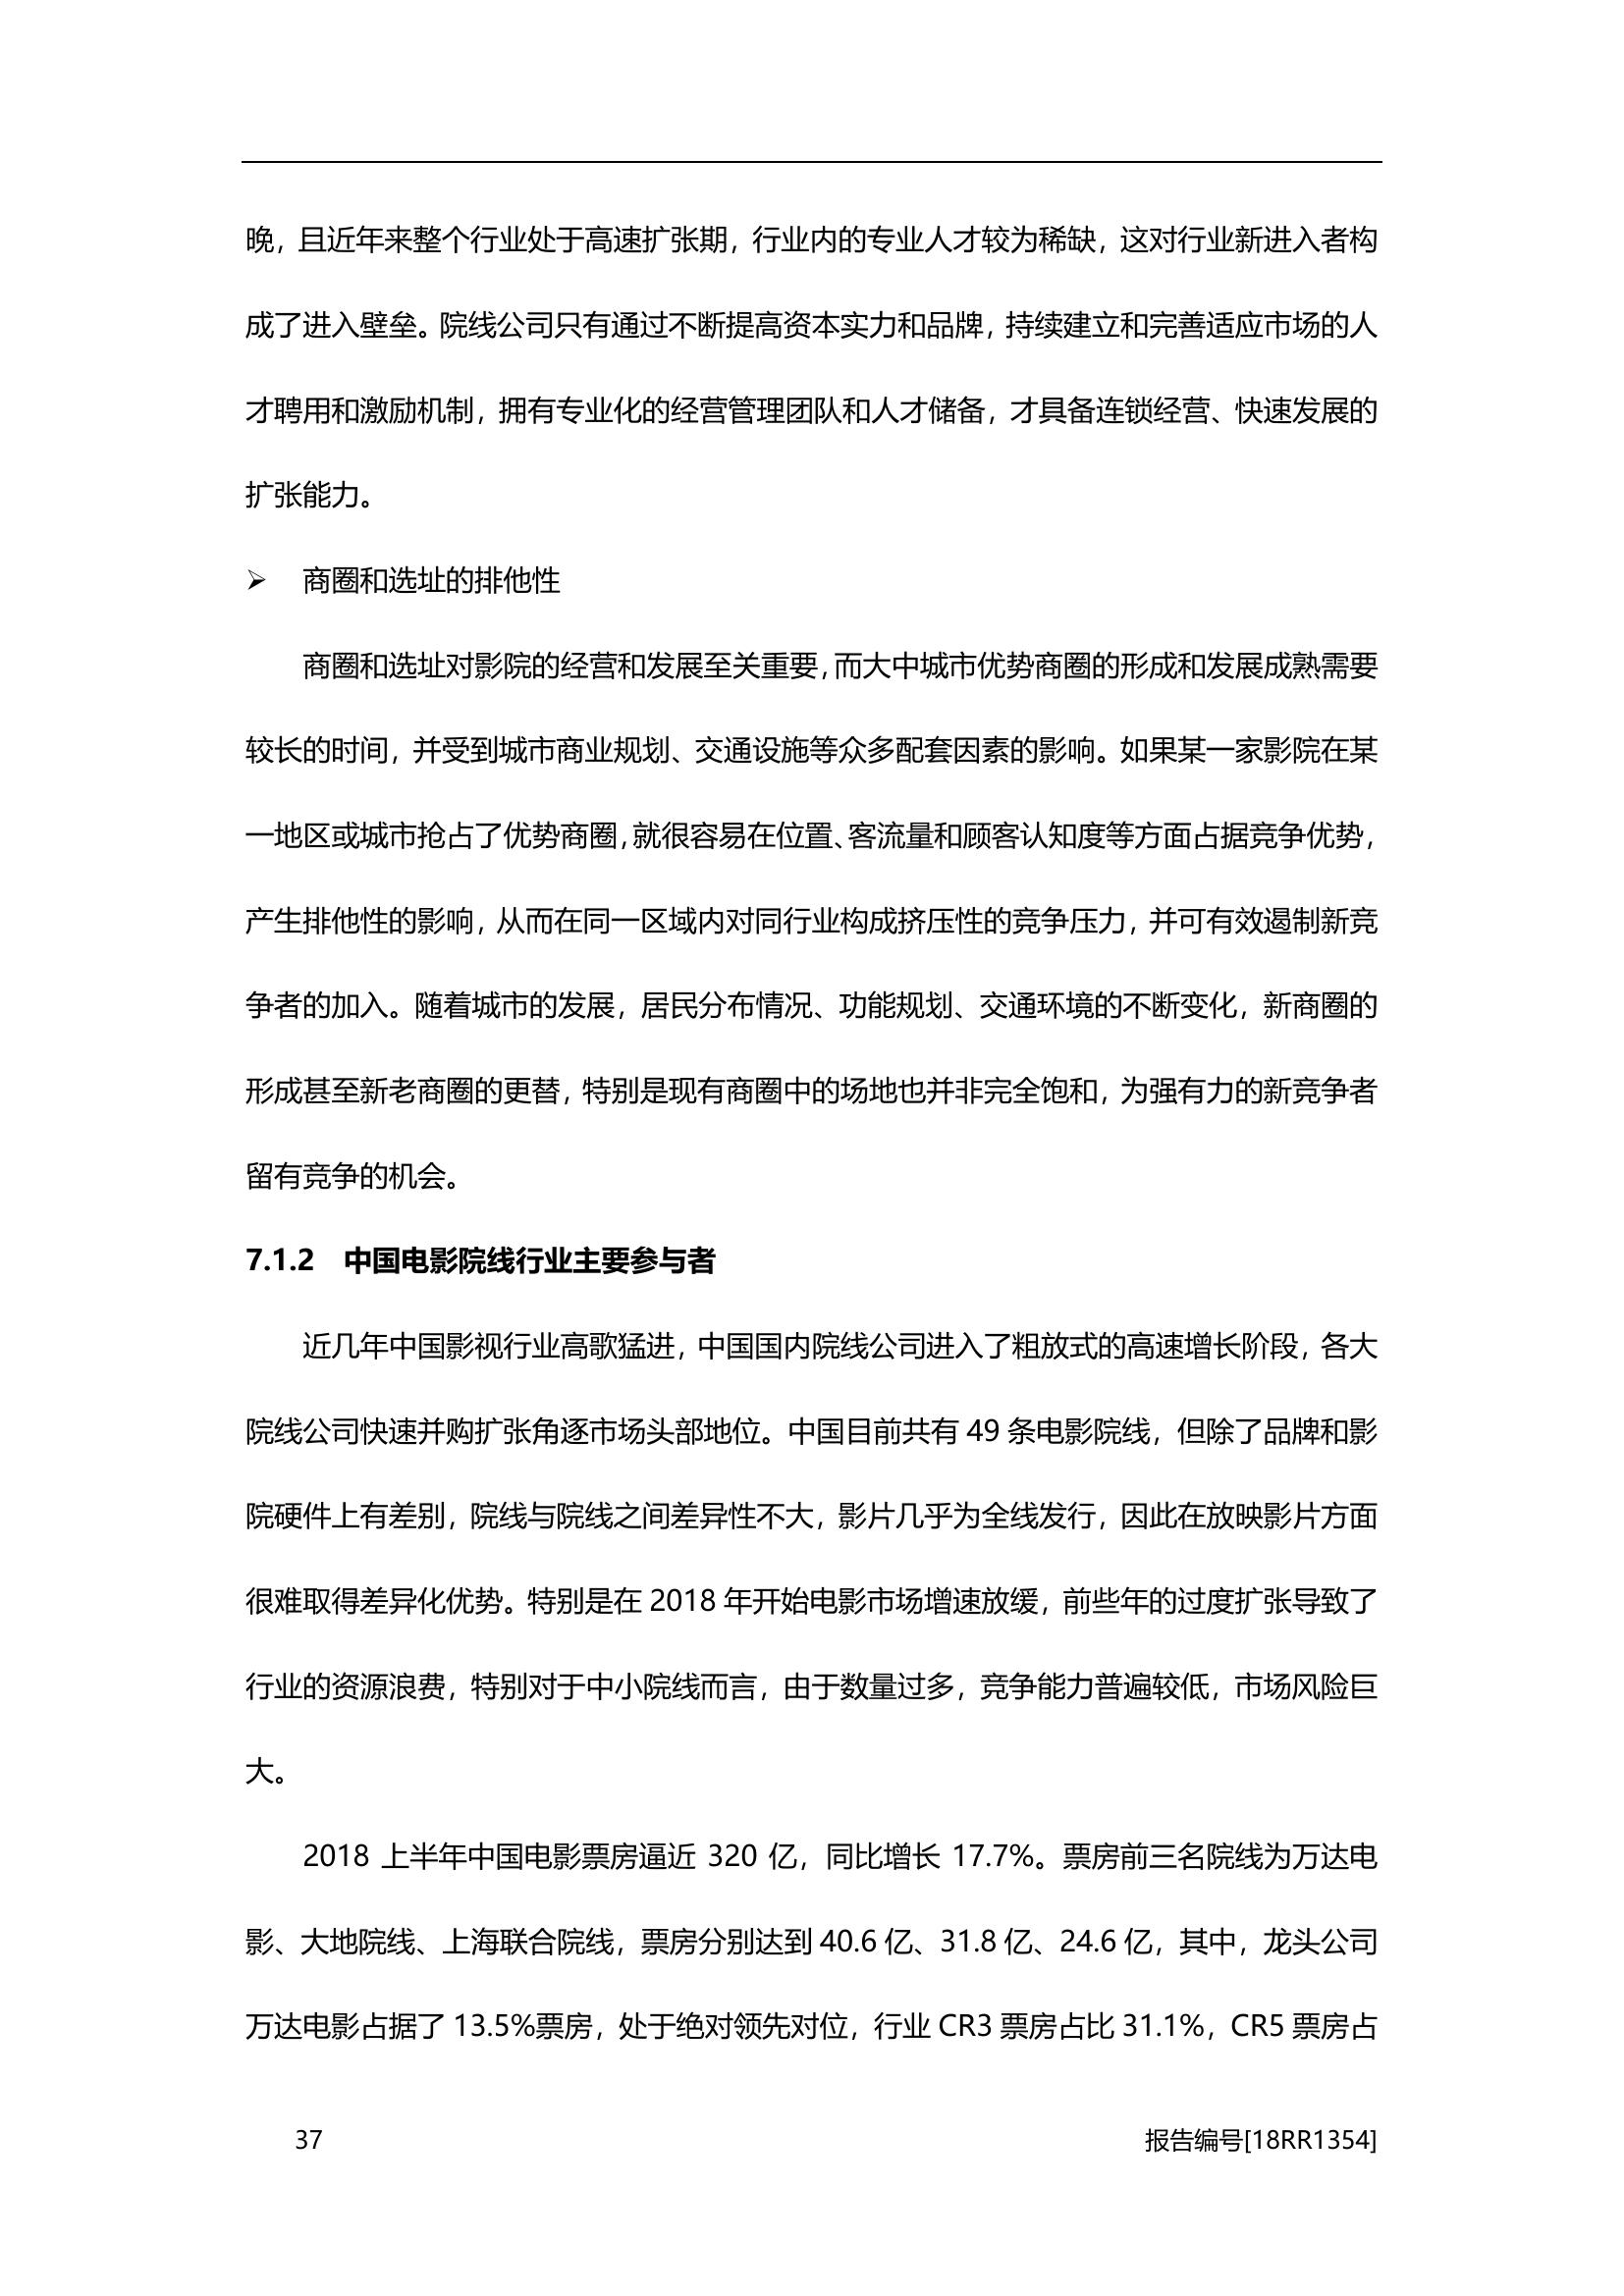 晚，且近年来整个行业处于高速扩张期，行业内的专业人才较为稀缺，这对行业新进入者构
成了进入壁垒。院线公司只有通过不断提高资本实力和品牌，持续建立和完善适应市场的人
才聘用和激励机制，拥有专业化的经营管理团队和人才储备，才具备连锁经营、快速发展的
扩张能力。
➢ 商圈和选址的排他性
商圈和选址对影院的经营和发展至关重要，而大中城市优势商圈的形成和发展成熟需要
较长的时间，并受到城市商业规划、交通设施等众多配套因素的影响。如果某一家影院在某
一地区或城市抢占了优势商圈，就很容易在位置、客流量和顾客认知度等方面占据竞争优势，
产生排他性的影响，从而在同一区域内对同行业构成挤压性的竞争压力，并可有效遏制新竞
争者的加入。随着城市的发展，居民分布情况、功能规划、交通环境的不断变化，新商圈的
形成甚至新老商圈的更替，特别是现有商圈中的场地也并非完全饱和，为强有力的新竞争者
留有竞争的机会。
7.1.2 中国电影院线行业主要参与者
近几年中国影视行业高歌猛进，中国国内院线公司进入了粗放式的高速增长阶段，各大
院线公司快速并购扩张角逐市场头部地位。中国目前共有 49 条电影院线，但除了品牌和影
院硬件上有差别，院线与院线之间差异性不大，影片几乎为全线发行，因此在放映影片方面
很难取得差异化优势。特别是在 2018 年开始电影市场增速放缓，前些年的过度扩张导致了
行业的资源浪费，特别对于中小院线而言，由于数量过多，竞争能力普遍较低，市场风险巨
大。
2018 上半年中国电影票房逼近 320 亿，同比增长 17.7%。票房前三名院线为万达电
影、大地院线、上海联合院线，票房分别达到 40.6 亿、31.8 亿、24.6 亿，其中，龙头公司
万达电影占据了 13.5%票房，处于绝对领先对位，行业 CR3 票房占比 31.1%，CR5 票房占
37 报告编号[18RR1354]